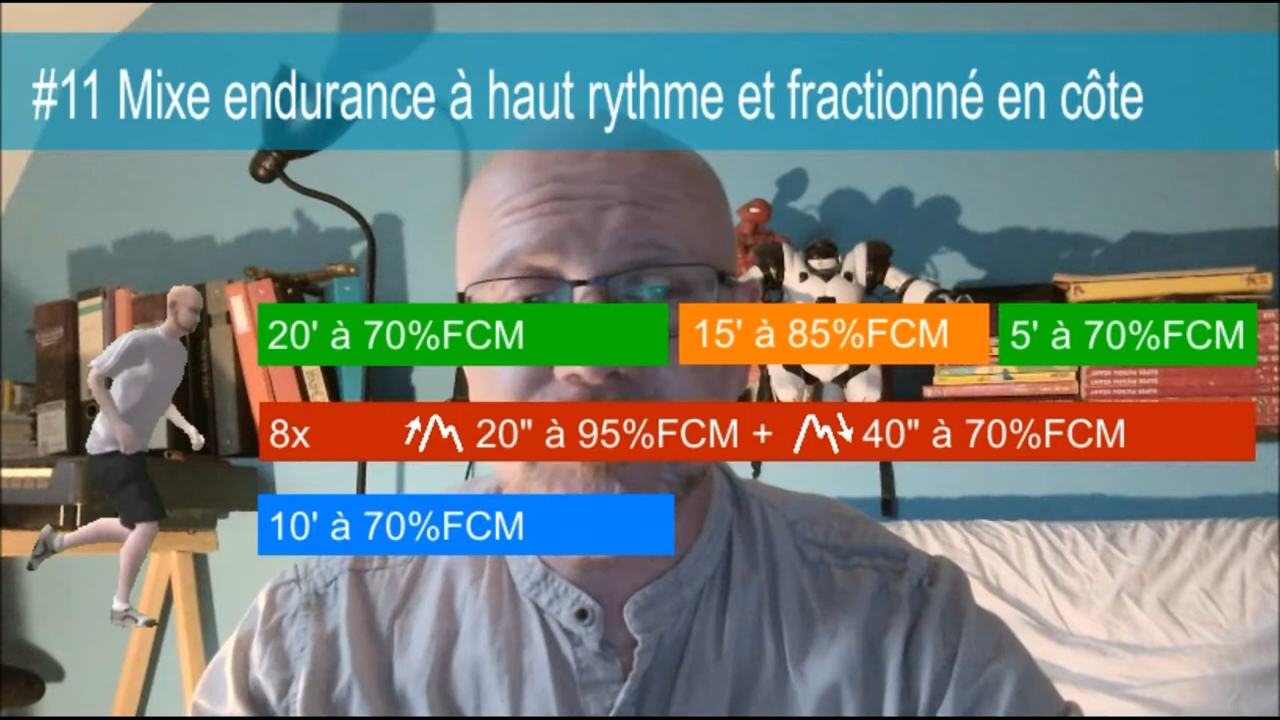 #11 Mixe endurance à haut rythme et fractionné en côte
20' à 70%FCM 15' à 85%FCM 5' à 70%FCM
8x 20" à 95%FCM + 40" à 70%FCM
10' à 70%FCM